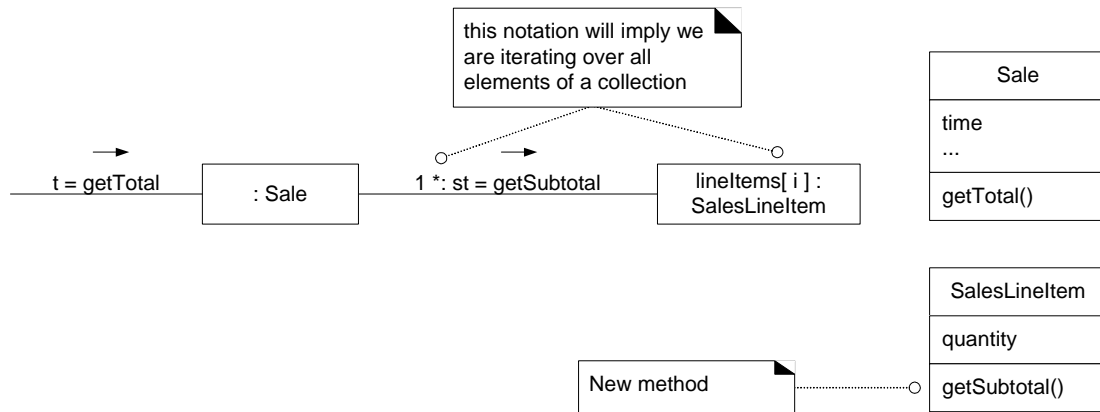 this notation will imply we
are iterating over all
elements of a collection
t = getTotal
: Sale
1 *: st = getSubtotal
lineItems[ i ] :
SalesLineItem
Sale
time
...
getTotal()
SalesLineItem
quantity
getSubtotal()
New method